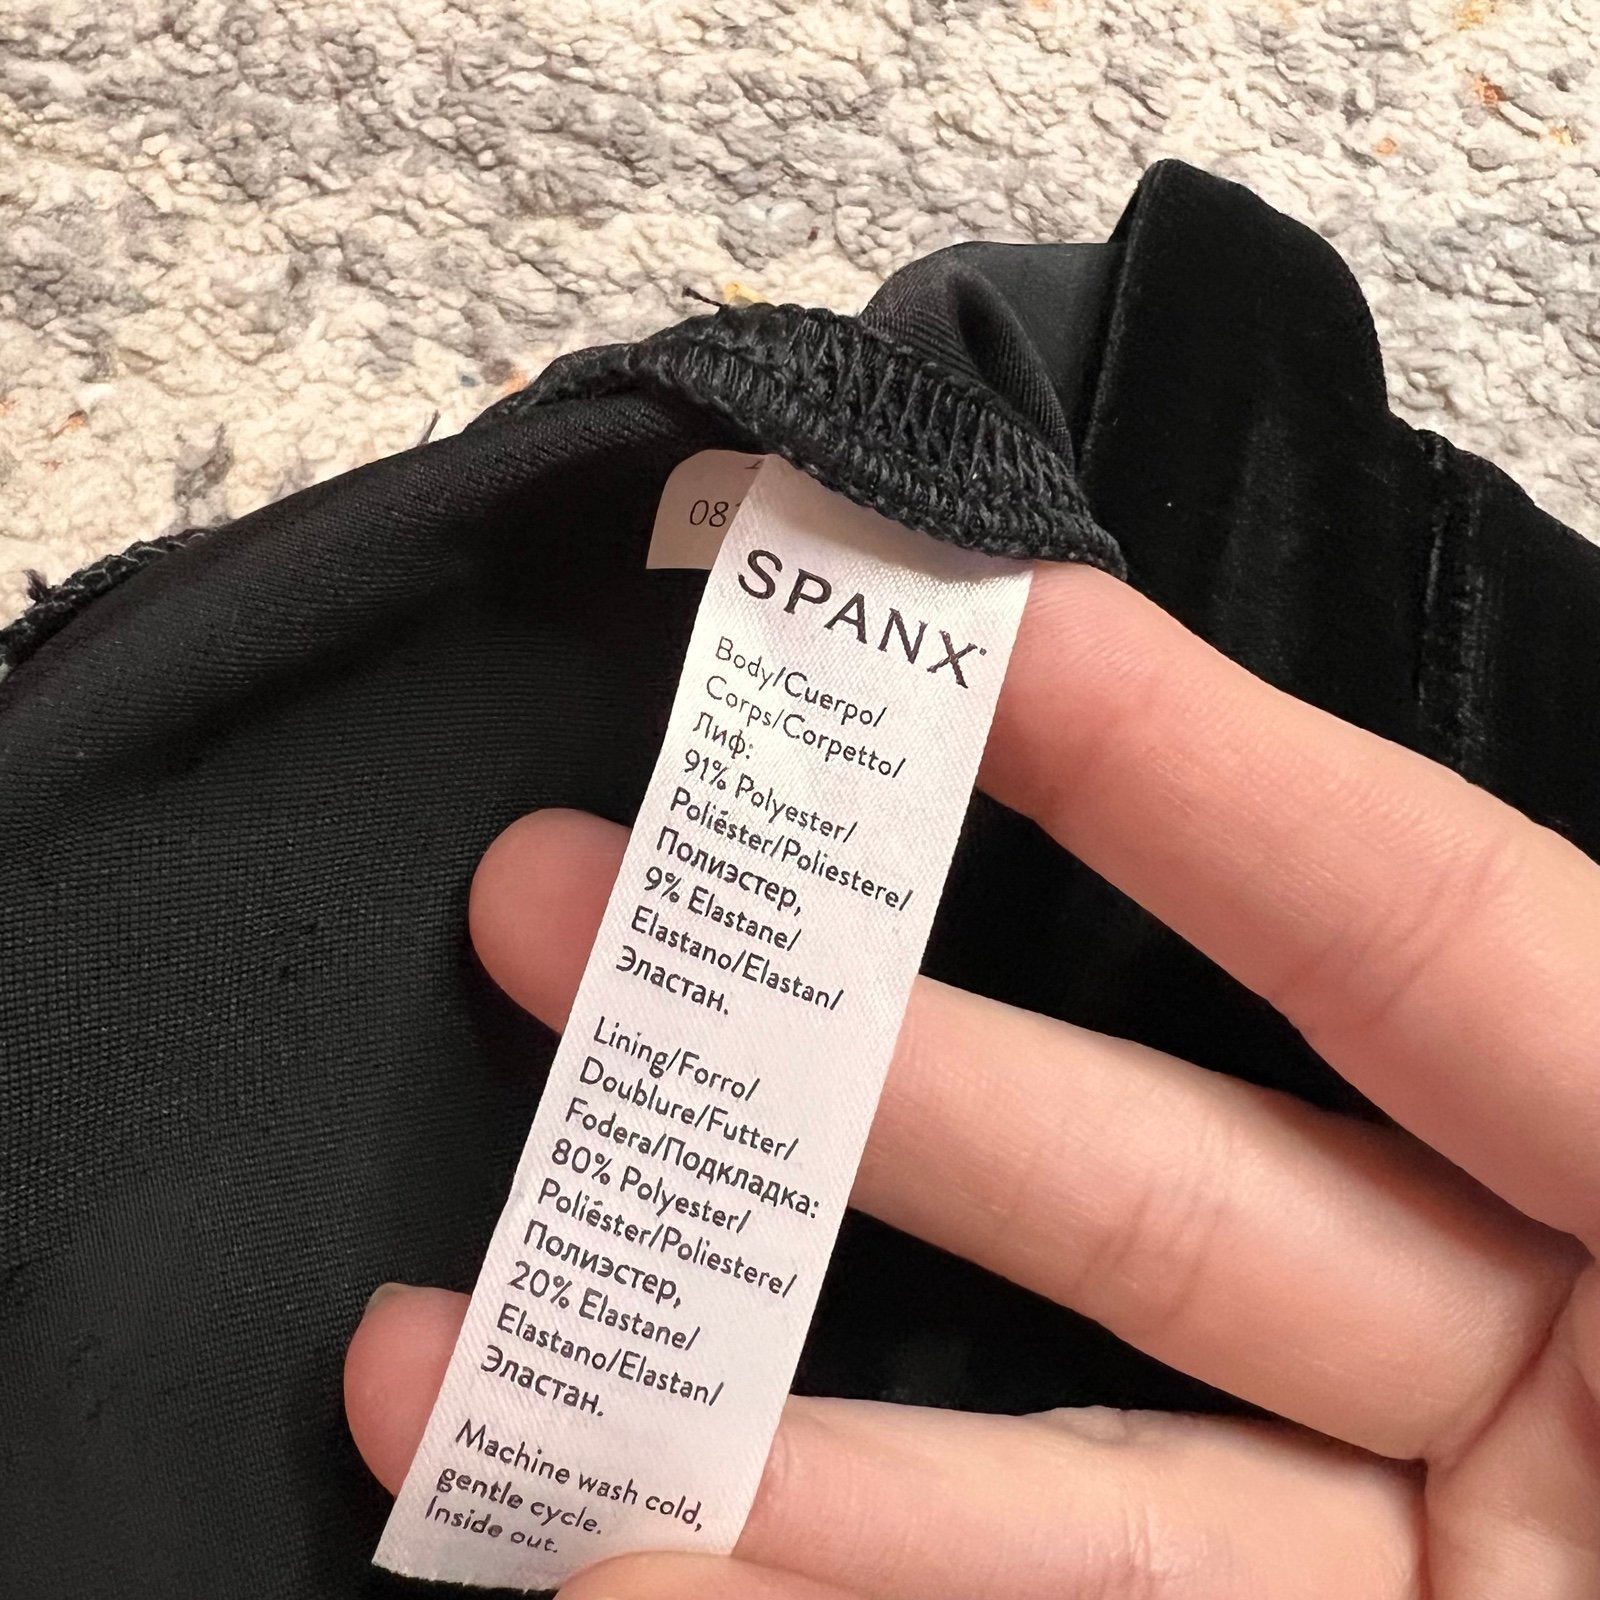 SPANX
Body/Cuerpo/
Corps/Corpetto/
Лиф:
91% Polyester/
Poliéster/Poliestere/
Полиэстер,
9% Elastane/
Elastano/Elastan/
Эластан.
Lining/Forro/
Doublure/Futter/
Fodera/Подкладка:
80% Polyester/
Poliéster/Poliestere/
Полиэстер,
20% Elastane/
Elastano/Elastan/
Эластан.
Machine wash cold,
gentle cycle.
Inside out.